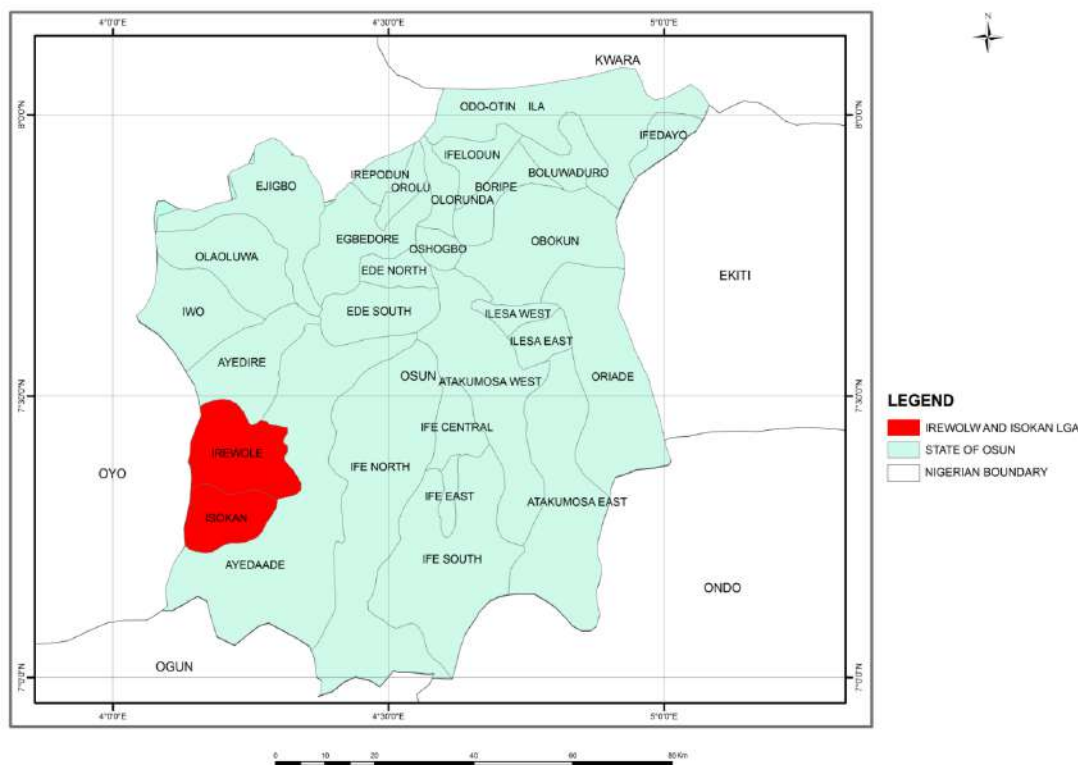 N
4°0'0"E
4°30'0"E
5°0'0"E
KWARA
8°0'0"N
8°0'0"N
ODO-OTIN ILA
IFEDAYO
IFELODUN
IREPODUN
BOLUWADURO
OROLU
BORIPE
EJIGBO
OLORUNDA
EGBEDORE
OBOKUN
OSHOGBO
OLAOLUWA
EDE NORTH
EKITI
IWO
EDE SOUTH
ILESA WEST
ILESA EAST
AYEDIRE
OSUN
ATAKUMOSA WEST
ORIADE
7°30'0"N
7°30'0"N
LEGEND
IREWOLW AND ISOKAN LGA
STATE OF OSUN
NIGERIAN BOUNDARY
IFE CENTRAL
IREWOLE
IFE NORTH
OYO
IFE EAST
ATAKUMOSA EAST
ISOKAN
IFE SOUTH
AYEDAADE
ONDO
OGUN
7°0'0"N
7°0'0"N
4°0'0"E
4°30'0"E
5°0'0"E
0 5 10 20 40 60 80 Km